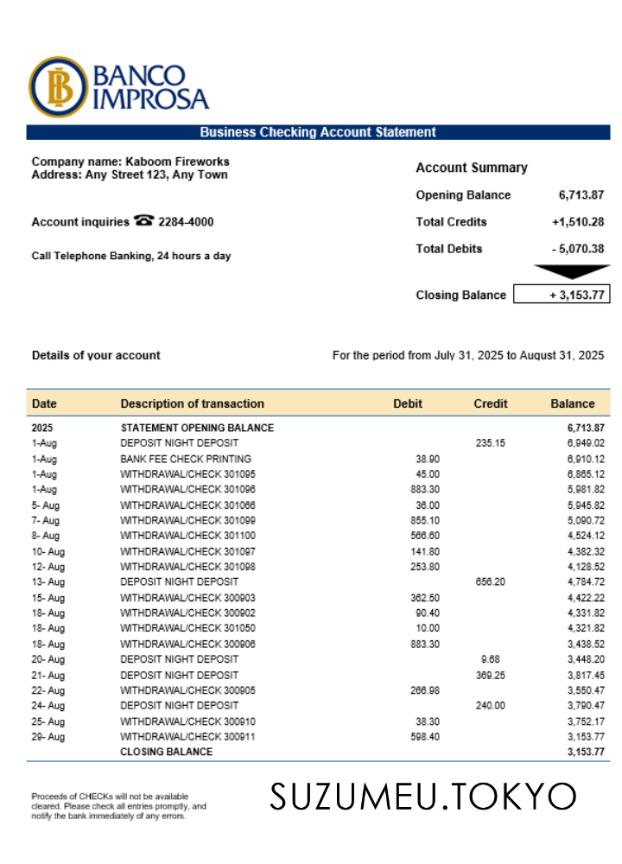 BANCO
IMPROSA
Business Checking Account Statement
Company name: Kaboom Fireworks
Address: Any Street 123, Any Town
Account inquiries ☎ 2284-4000
Call Telephone Banking, 24 hours a day
Account Summary
Opening Balance 6,713.87
Total Credits +1,510.28
Total Debits - 5,070.38
Closing Balance + 3,153.77
Details of your account For the period from July 31, 2025 to August 31, 2025
Date Description of transaction Debit Credit Balance
2025 STATEMENT OPENING BALANCE 6,713.87
1-Aug DEPOSIT NIGHT DEPOSIT 235.15 6,949.02
1-Aug BANK FEE CHECK PRINTING 38.90 6,910.12
1-Aug WITHDRAWAL/CHECK 301095 45.00 6,865.12
1-Aug WITHDRAWAL/CHECK 301096 883.30 5,981.82
5- Aug WITHDRAWAL/CHECK 301066 36.00 5,945.82
7- Aug WITHDRAWAL/CHECK 301099 855.10 5,090.72
8- Aug WITHDRAWAL/CHECK 301100 566.60 4,524.12
10- Aug WITHDRAWAL/CHECK 301097 141.80 4,382.32
12- Aug WITHDRAWAL/CHECK 301098 253.80 4,128.52
13- Aug DEPOSIT NIGHT DEPOSIT 656.20 4,784.72
15- Aug WITHDRAWAL/CHECK 300903 362.50 4,422.22
18- Aug WITHDRAWAL/CHECK 300902 90.40 4,331.82
18- Aug WITHDRAWAL/CHECK 301050 10.00 4,321.82
18- Aug WITHDRAWAL/CHECK 300906 883.30 3,438.52
20- Aug DEPOSIT NIGHT DEPOSIT 9.68 3,448.20
21- Aug DEPOSIT NIGHT DEPOSIT 369.25 3,817.45
22- Aug WITHDRAWAL/CHECK 300905 266.98 3,550.47
24- Aug DEPOSIT NIGHT DEPOSIT 240.00 3,790.47
25- Aug WITHDRAWAL/CHECK 300910 38.30 3,752.17
29- Aug WITHDRAWAL/CHECK 300911 598.40 3,153.77
CLOSING BALANCE 3,153.77
Proceeds of CHECKs will not be available
cleared. Please check all entries promptly, and
notify the bank immediately of any errors.
SUZUMEU.TOKYO